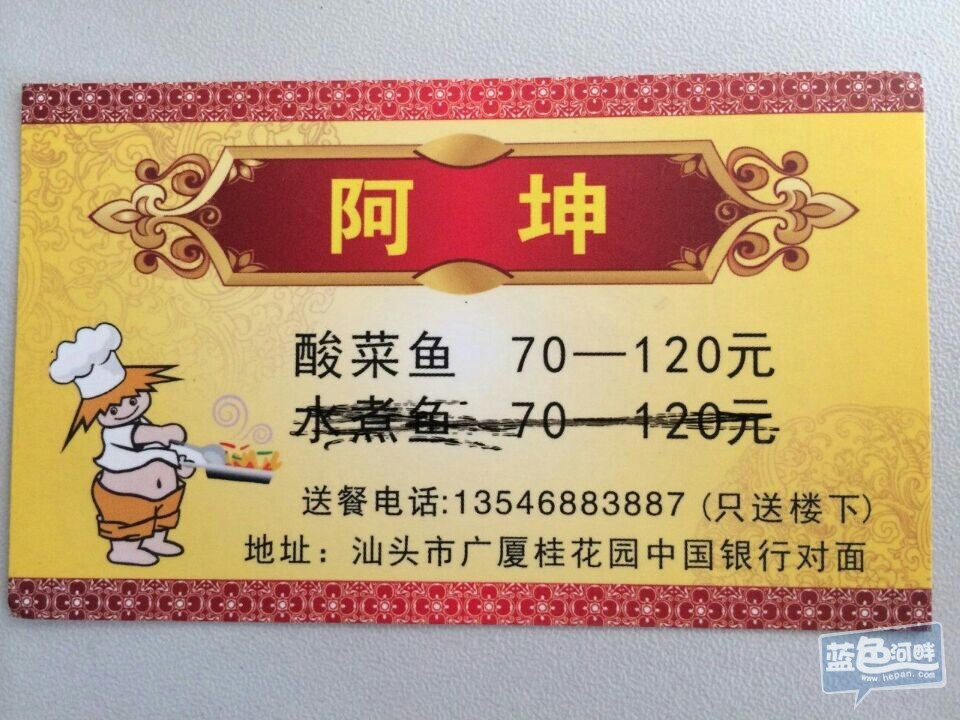 阿 坤
酸菜鱼 70—120元
水煮鱼 70—120元
送餐电话:13546883887 (只送楼下)
地址：汕头市广厦桂花园中国银行对面
蓝色河畔
www.hepan.com